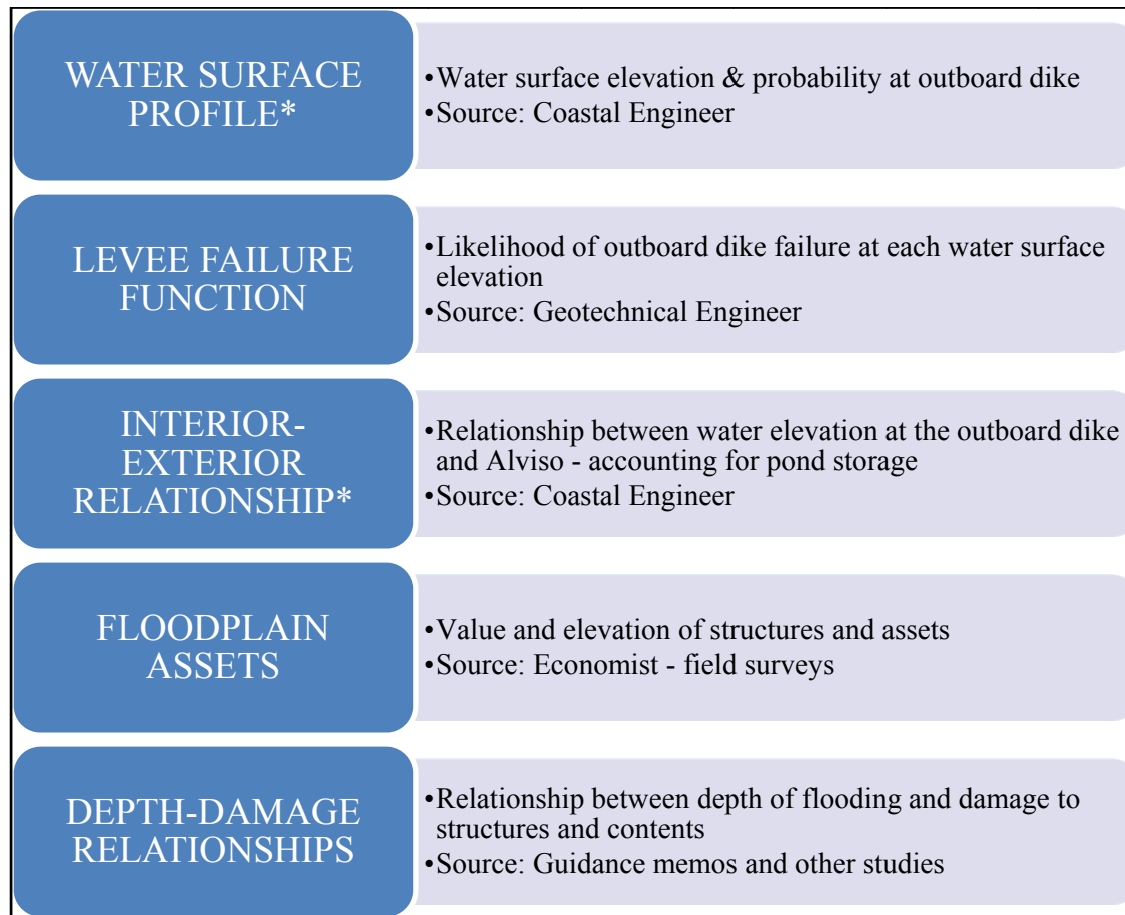 WATER SURFACE
PROFILE*
•Water surface elevation & probability at outboard dike
•Source: Coastal Engineer
LEVEE FAILURE
FUNCTION
•Likelihood of outboard dike failure at each water surface
elevation
•Source: Geotechnical Engineer
INTERIOR-
EXTERIOR
RELATIONSHIP*
•Relationship between water elevation at the outboard dike
and Alviso - accounting for pond storage
•Source: Coastal Engineer
FLOODPLAIN
ASSETS
•Value and elevation of structures and assets
•Source: Economist - field surveys
DEPTH-DAMAGE
RELATIONSHIPS
•Relationship between depth of flooding and damage to
structures and contents
•Source: Guidance memos and other studies